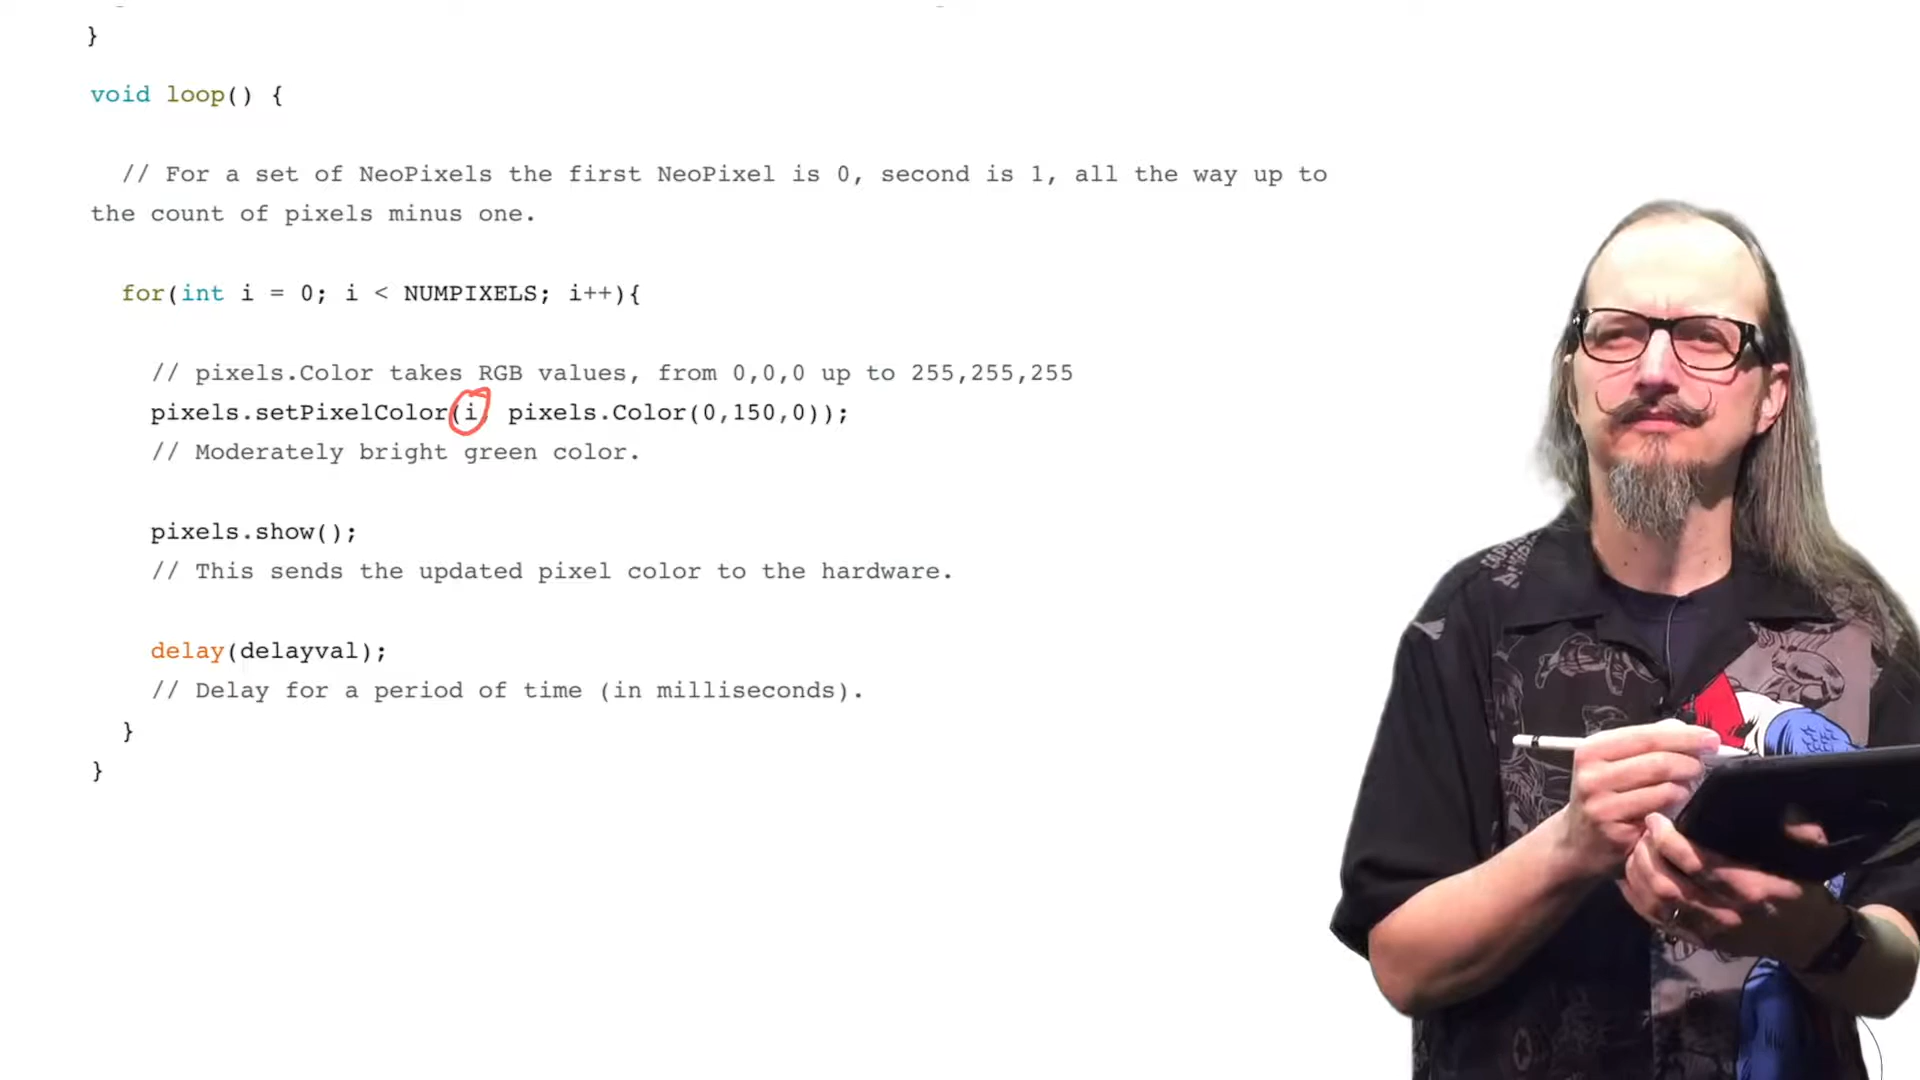 }
void loop() {
// For a set of NeoPixels the first NeoPixel is 0, second is 1, all the way up to
the count of pixels minus one.
for(int i = 0; i < NUMPIXELS; i++){
// pixels.Color takes RGB values, from 0,0,0 up to 255,255,255
pixels.setPixelColor(i, pixels.Color(0,150,0));
// Moderately bright green color.
pixels.show();
// This sends the updated pixel color to the hardware.
delay(delayval);
// Delay for a period of time (in milliseconds).
}
}